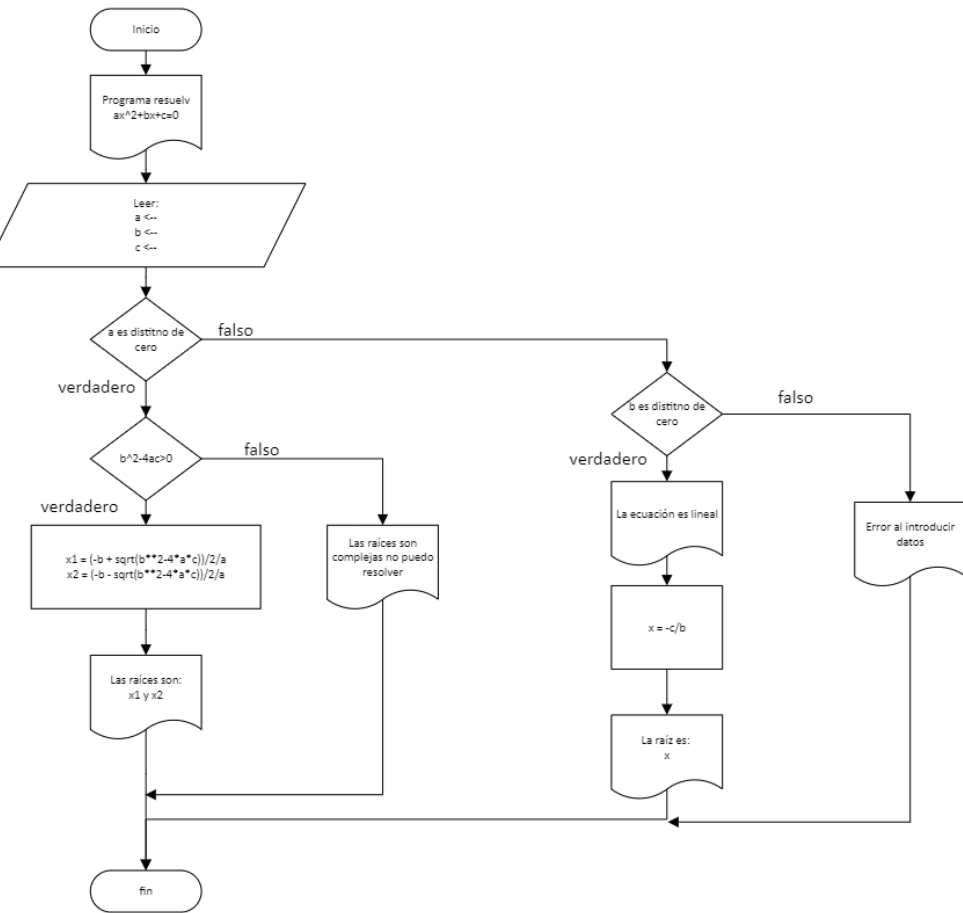 Inicio
Programa resuelv
ax^2+bx+c=0
Leer:
a <--
b <--
c <--
a es distitno de
cero
falso
verdadero
b^2-4ac>0
falso
verdadero
x1 = (-b + sqrt(b**2-4*a*c))/2/a
x2 = (-b - sqrt(b**2-4*a*c))/2/a
Las raíces son
complejas no puedo
resolver
Las raíces son:
x1 y x2
b es distitno de
cero
falso
verdadero
La ecuación es lineal
x = -c/b
La raíz es:
x
Error al introducir
datos
fin